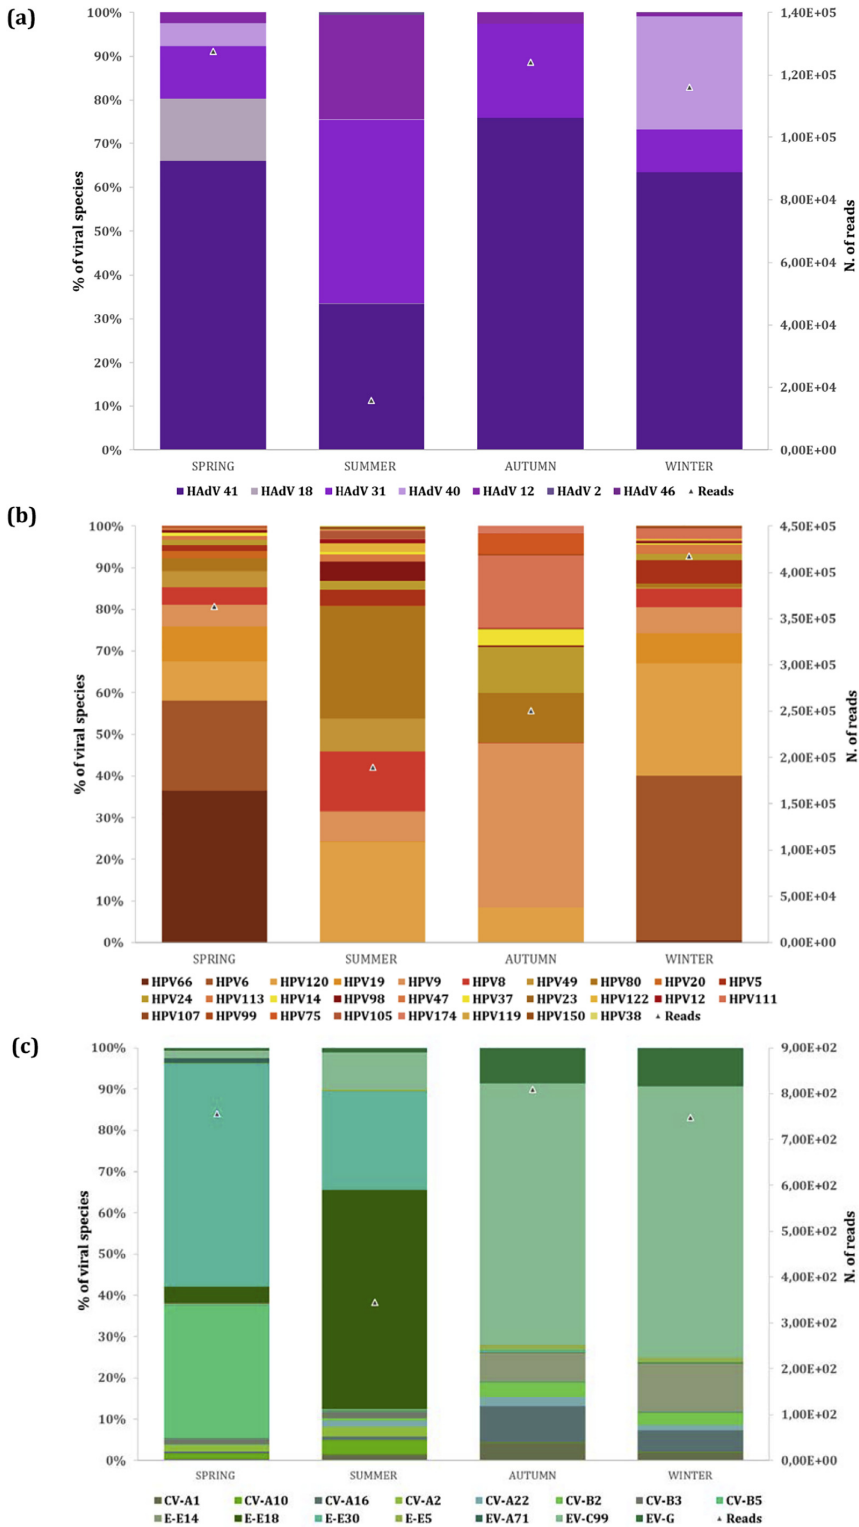 (a)
% of viral species
100%
90%
80%
70%
60%
50%
40%
30%
20%
10%
0%
1,40E+05
1,20E+05
1,00E+05
8,00E+04
6,00E+04
4,00E+04
2,00E+04
0,00E+00
N. of reads
SPRING SUMMER AUTUMN WINTER
HAdV 41 HAdV 18 HAdV 31 HAdV 40 HAdV 12 HAdV 2 HAdV 46 Reads
(b)
% of viral species
100%
90%
80%
70%
60%
50%
40%
30%
20%
10%
0%
4,50E+05
4,00E+05
3,50E+05
3,00E+05
2,50E+05
2,00E+05
1,50E+05
1,00E+05
5,00E+04
0,00E+00
N. of reads
SPRING SUMMER AUTUMN WINTER
HPV66 HPV6 HPV120 HPV19 HPV9 HPV8 HPV49 HPV80 HPV20 HPV5
HPV24 HPV113 HPV14 HPV98 HPV47 HPV37 HPV23 HPV122 HPV12 HPV111
HPV107 HPV99 HPV75 HPV105 HPV174 HPV119 HPV150 HPV38 Reads
(c)
% of viral species
100%
90%
80%
70%
60%
50%
40%
30%
20%
10%
0%
9,00E+02
8,00E+02
7,00E+02
6,00E+02
5,00E+02
4,00E+02
3,00E+02
2,00E+02
1,00E+02
0,00E+00
N. of reads
SPRING SUMMER AUTUMN WINTER
CV-A1 CV-A10 CV-A16 CV-A2 CV-A22 CV-B2 CV-B3 CV-B5
E-E14 E-E18 E-E30 E-E5 EV-A71 EV-C99 EV-G Reads